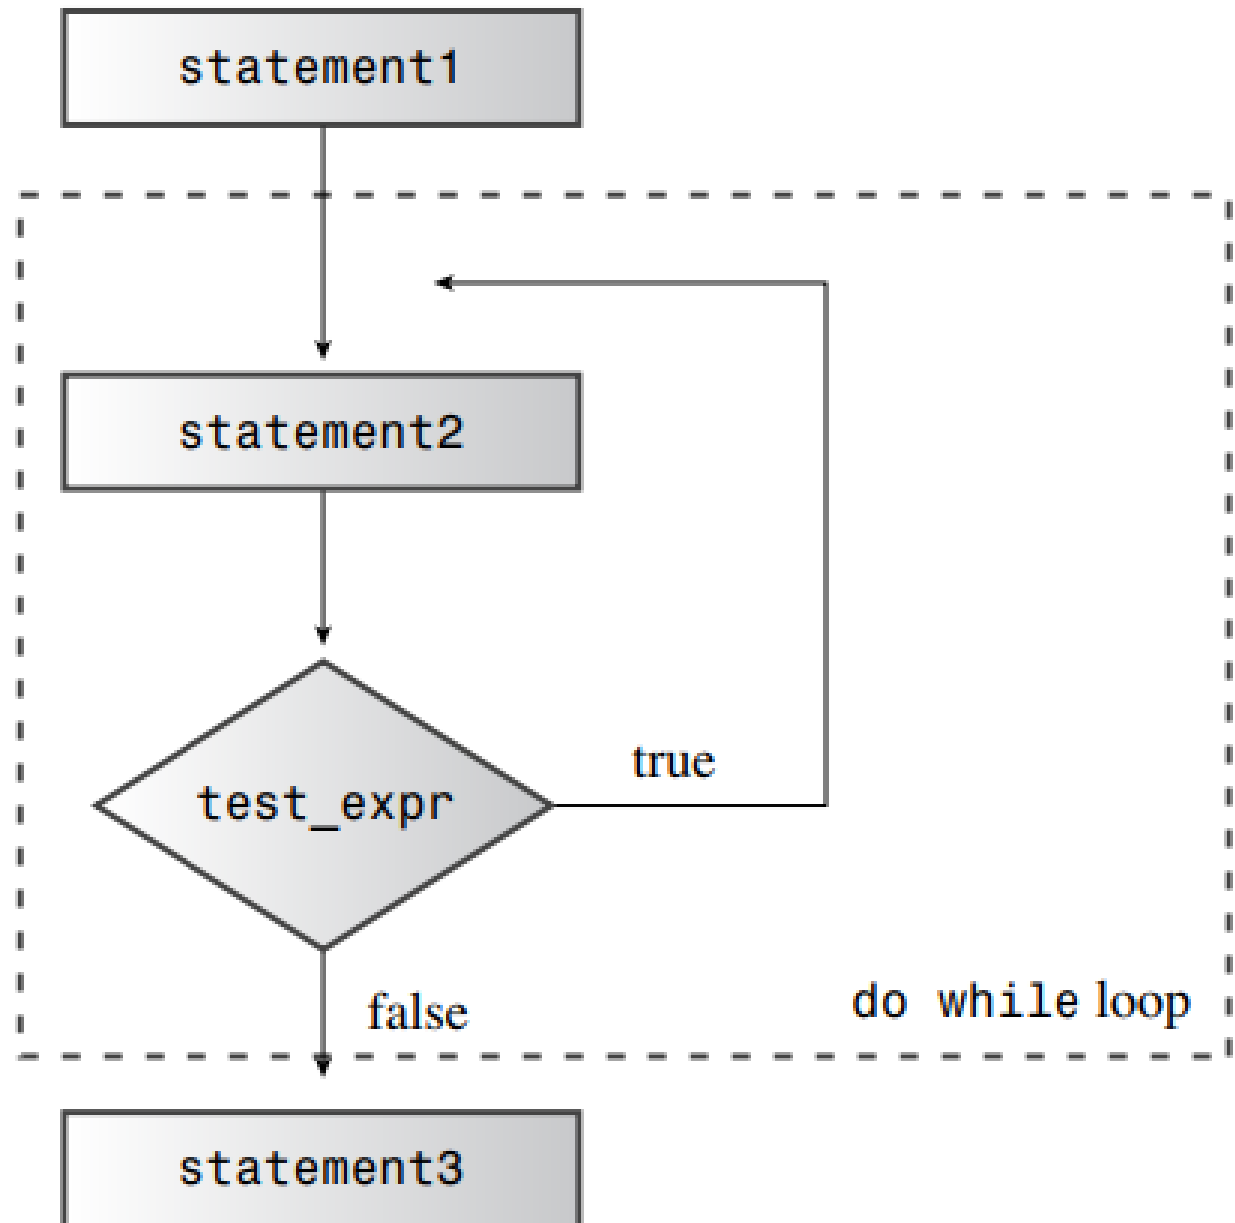 statement1
statement2
true
test_expr
false
do while loop
statement3